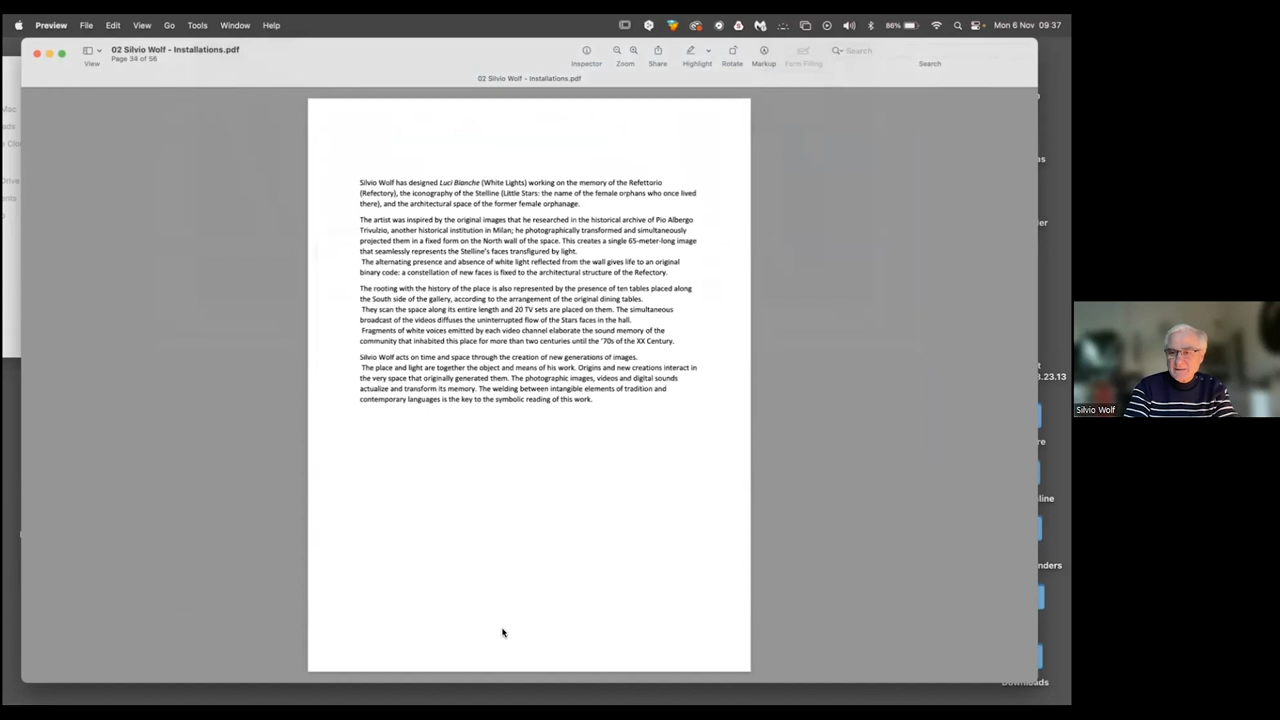 Preview File Edit View Go Tools Window Help 86% Mon 6 Nov 09:37
02 Silvio Wolf - Installations.pdf
Page 34 of 56
View Inspector Zoom Share Highlight Rotate Markup Form Filling Search Search
02 Silvio Wolf - Installations.pdf
Silvio Wolf has designed Luci Bianche (White Lights) working on the memory of the Refettorio
(Refectory), the iconography of the Stelline (Little Stars: the name of the female orphans who once lived
there), and the architectural space of the former female orphanage.
The artist was inspired by the original images that he researched in the historical archive of Pio Albergo
Trivulzio, another historical institution in Milan; he photographically transformed and simultaneously
projected them in a fixed form on the North wall of the space. This creates a single 65-meter-long image
that seamlessly represents the Stelline's faces transfigured by light.
The alternating presence and absence of white light reflected from the wall gives life to an original
binary code: a constellation of new faces is fixed to the architectural structure of the Refectory.
The rooting with the history of the place is also represented by the presence of ten tables placed along
the South side of the gallery, according to the arrangement of the original dining tables.
They scan the space along its entire length and 20 TV sets are placed on them. The simultaneous
broadcast of the videos diffuses the uninterrupted flow of the Stars faces in the hall.
Fragments of white voices emitted by each video channel elaborate the sound memory of the
community that inhabited this place for more than two centuries until the '70s of the XX Century.
Silvio Wolf acts on time and space through the creation of new generations of images.
The place and light are together the object and means of his work. Origins and new creations interact in
the very space that originally generated them. The photographic images, videos and digital sounds
actualize and transform its memory. The welding between intangible elements of tradition and
contemporary languages is the key to the symbolic reading of this work.
Silvio Wolf
Mac
Drive
8.23.13
nders
Downloads